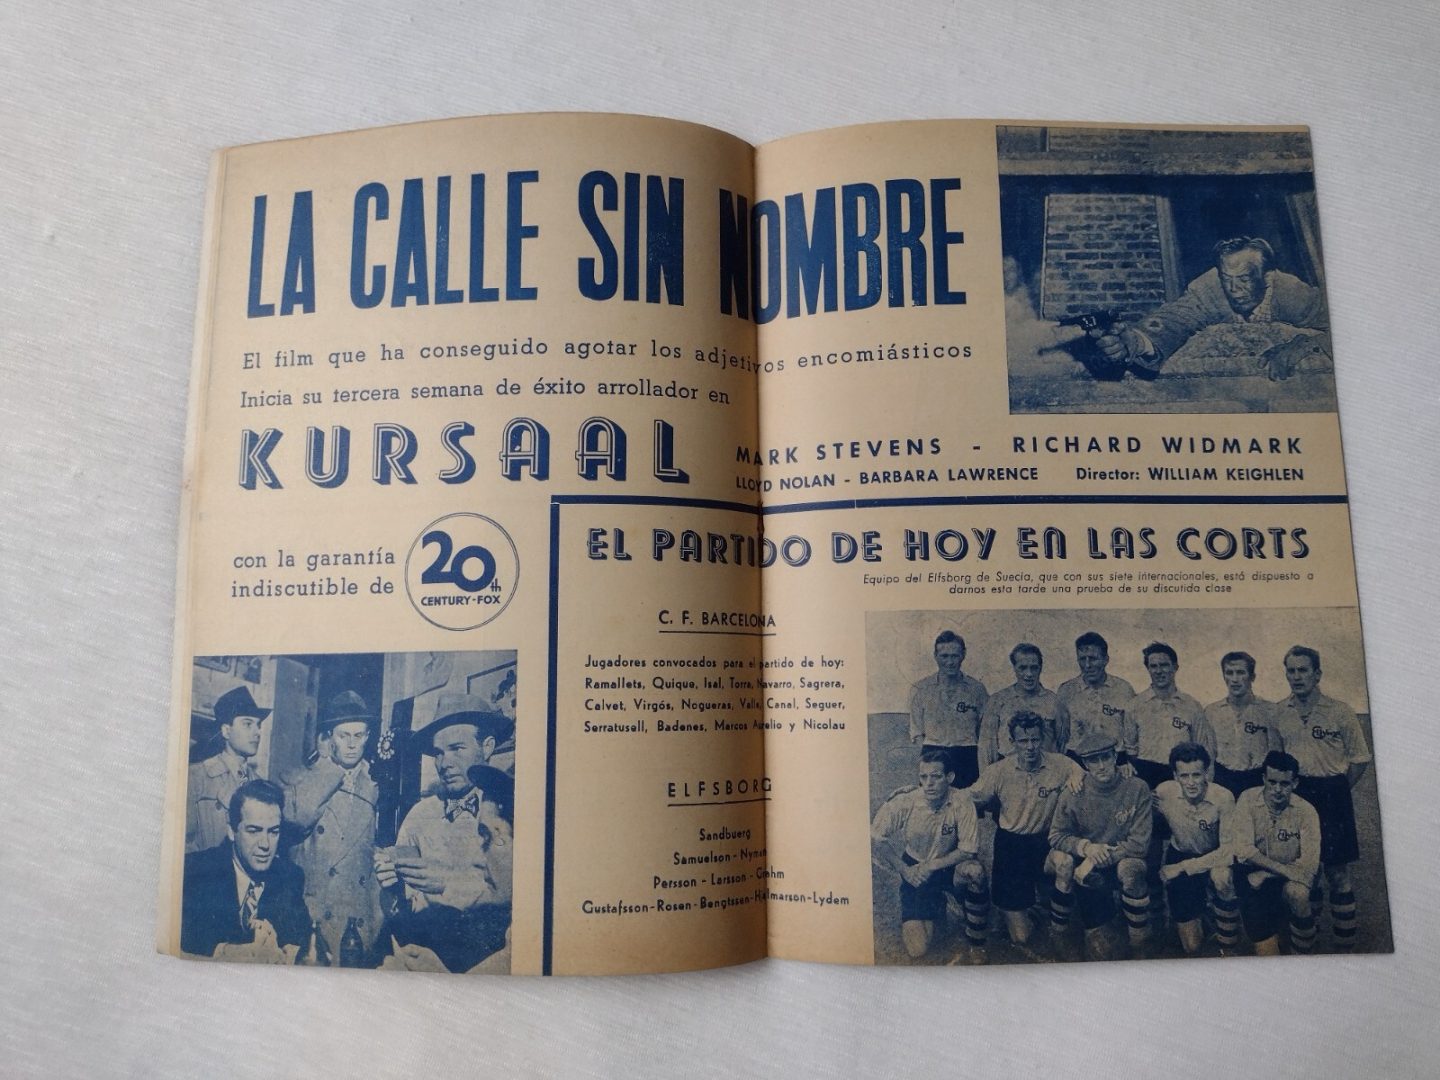 LA CALLE SIN NOMBRE
El film que ha conseguido agotar los adjetivos encomiásticos
Inicia su tercera semana de éxito arrollador en
KURSAAL
MARK STEVENS - RICHARD WIDMARK
LLOYD NOLAN - BARBARA LAWRENCE Director: WILLIAM KEIGHLEN
con la garantía
indiscutible de
20th
CENTURY-FOX
EL PARTIDO DE HOY EN LAS CORTS
Equipo del Elfsborg de Suecia, que con sus siete internacionales, está dispuesto a
darnos esta tarde una prueba de su discutida clase
C. F. BARCELONA
Jugadores convocados para el partido de hoy:
Ramallets, Quique, Isal, Torra, Navarro, Sagrera,
Calvet, Virgós, Nogueras, Valle, Canal, Seguer,
Serratusell, Badenes, Marcos Aurelio y Nicolau
ELFSBORG
Sandbuerg
Samuelson - Nyman
Persson - Larsson - Grahm
Gustafsson - Rosen - Bengtssen - Hjalmarson - Lydem